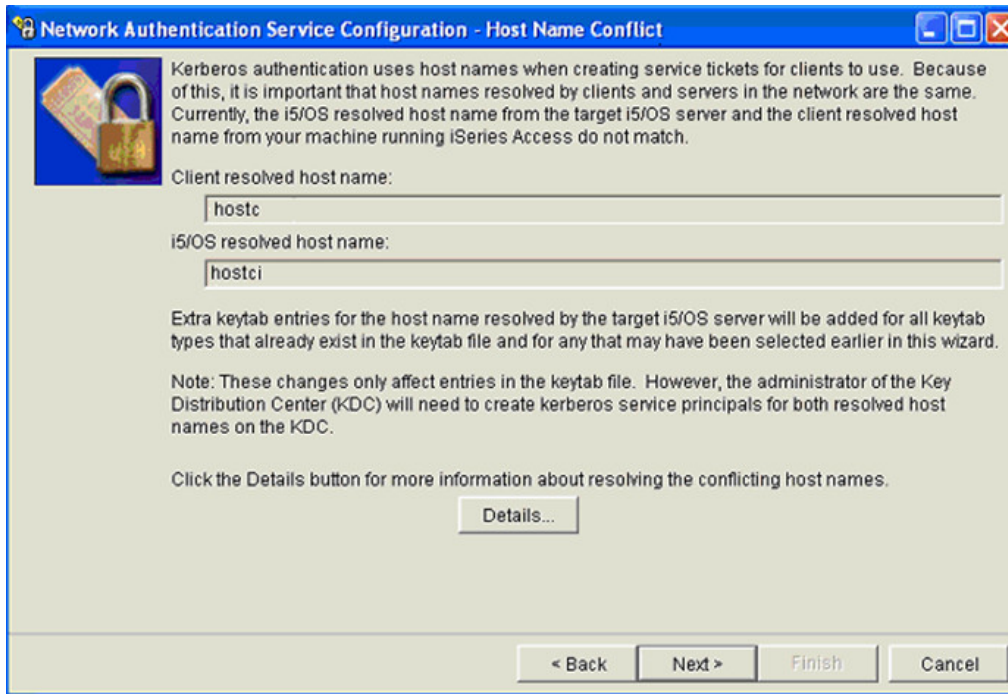 Network Authentication Service Configuration - Host Name Conflict
Kerberos authentication uses host names when creating service tickets for clients to use. Because
of this, it is important that host names resolved by clients and servers in the network are the same.
Currently, the i5/OS resolved host name from the target i5/OS server and the client resolved host
name from your machine running iSeries Access do not match.
Client resolved host name:
hostc
i5/OS resolved host name:
hostci
Extra keytab entries for the host name resolved by the target i5/OS server will be added for all keytab
types that already exist in the keytab file and for any that may have been selected earlier in this wizard.
Note: These changes only affect entries in the keytab file. However, the administrator of the Key
Distribution Center (KDC) will need to create kerberos service principals for both resolved host
names on the KDC.
Click the Details button for more information about resolving the conflicting host names.
Details...
< Back Next > Finish Cancel